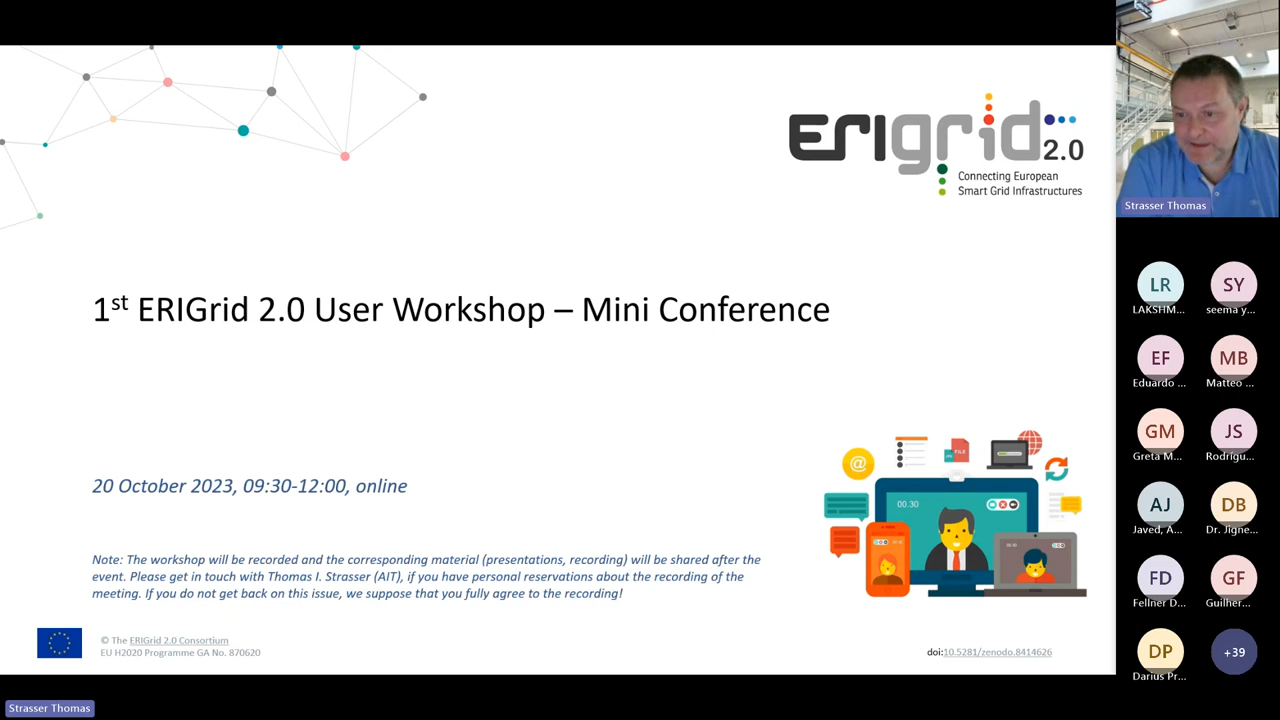 ERIgrid 2.0
Connecting European
Smart Grid Infrastructures
1st ERIGrid 2.0 User Workshop – Mini Conference
20 October 2023, 09:30-12:00, online
00:30
@
FILE
Note: The workshop will be recorded and the corresponding material (presentations, recording) will be shared after the
event. Please get in touch with Thomas I. Strasser (AIT), if you have personal reservations about the recording of the
meeting. If you do not get back on this issue, we suppose that you fully agree to the recording!
© The ERIGrid 2.0 Consortium
EU H2020 Programme GA No. 870620
doi:10.5281/zenodo.8414626
Strasser Thomas
Strasser Thomas
LR
LAKSHM...
SY
seema y...
EF
Eduardo ...
MB
Matteo ...
GM
Greta M...
JS
Rodrígu...
AJ
Javed, A...
DB
Dr. Jigne...
FD
Fellner D...
GF
Guilher...
DP
Darius Pr...
+39